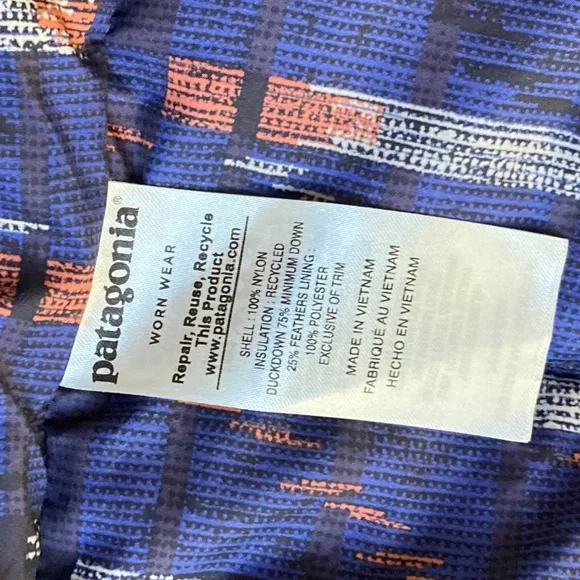 patagonia®
WORN WEAR
Repair, Reuse, Recycle
This Product
www.patagonia.com
SHELL : 100% NYLON
INSULATION : RECYCLED
DUCKDOWN 75% MINIMUM DOWN
25% FEATHERS LINING :
100% POLYESTER
EXCLUSIVE OF TRIM
MADE IN VIETNAM
FABRIQUÉ AU VIETNAM
HECHO EN VIETNAM